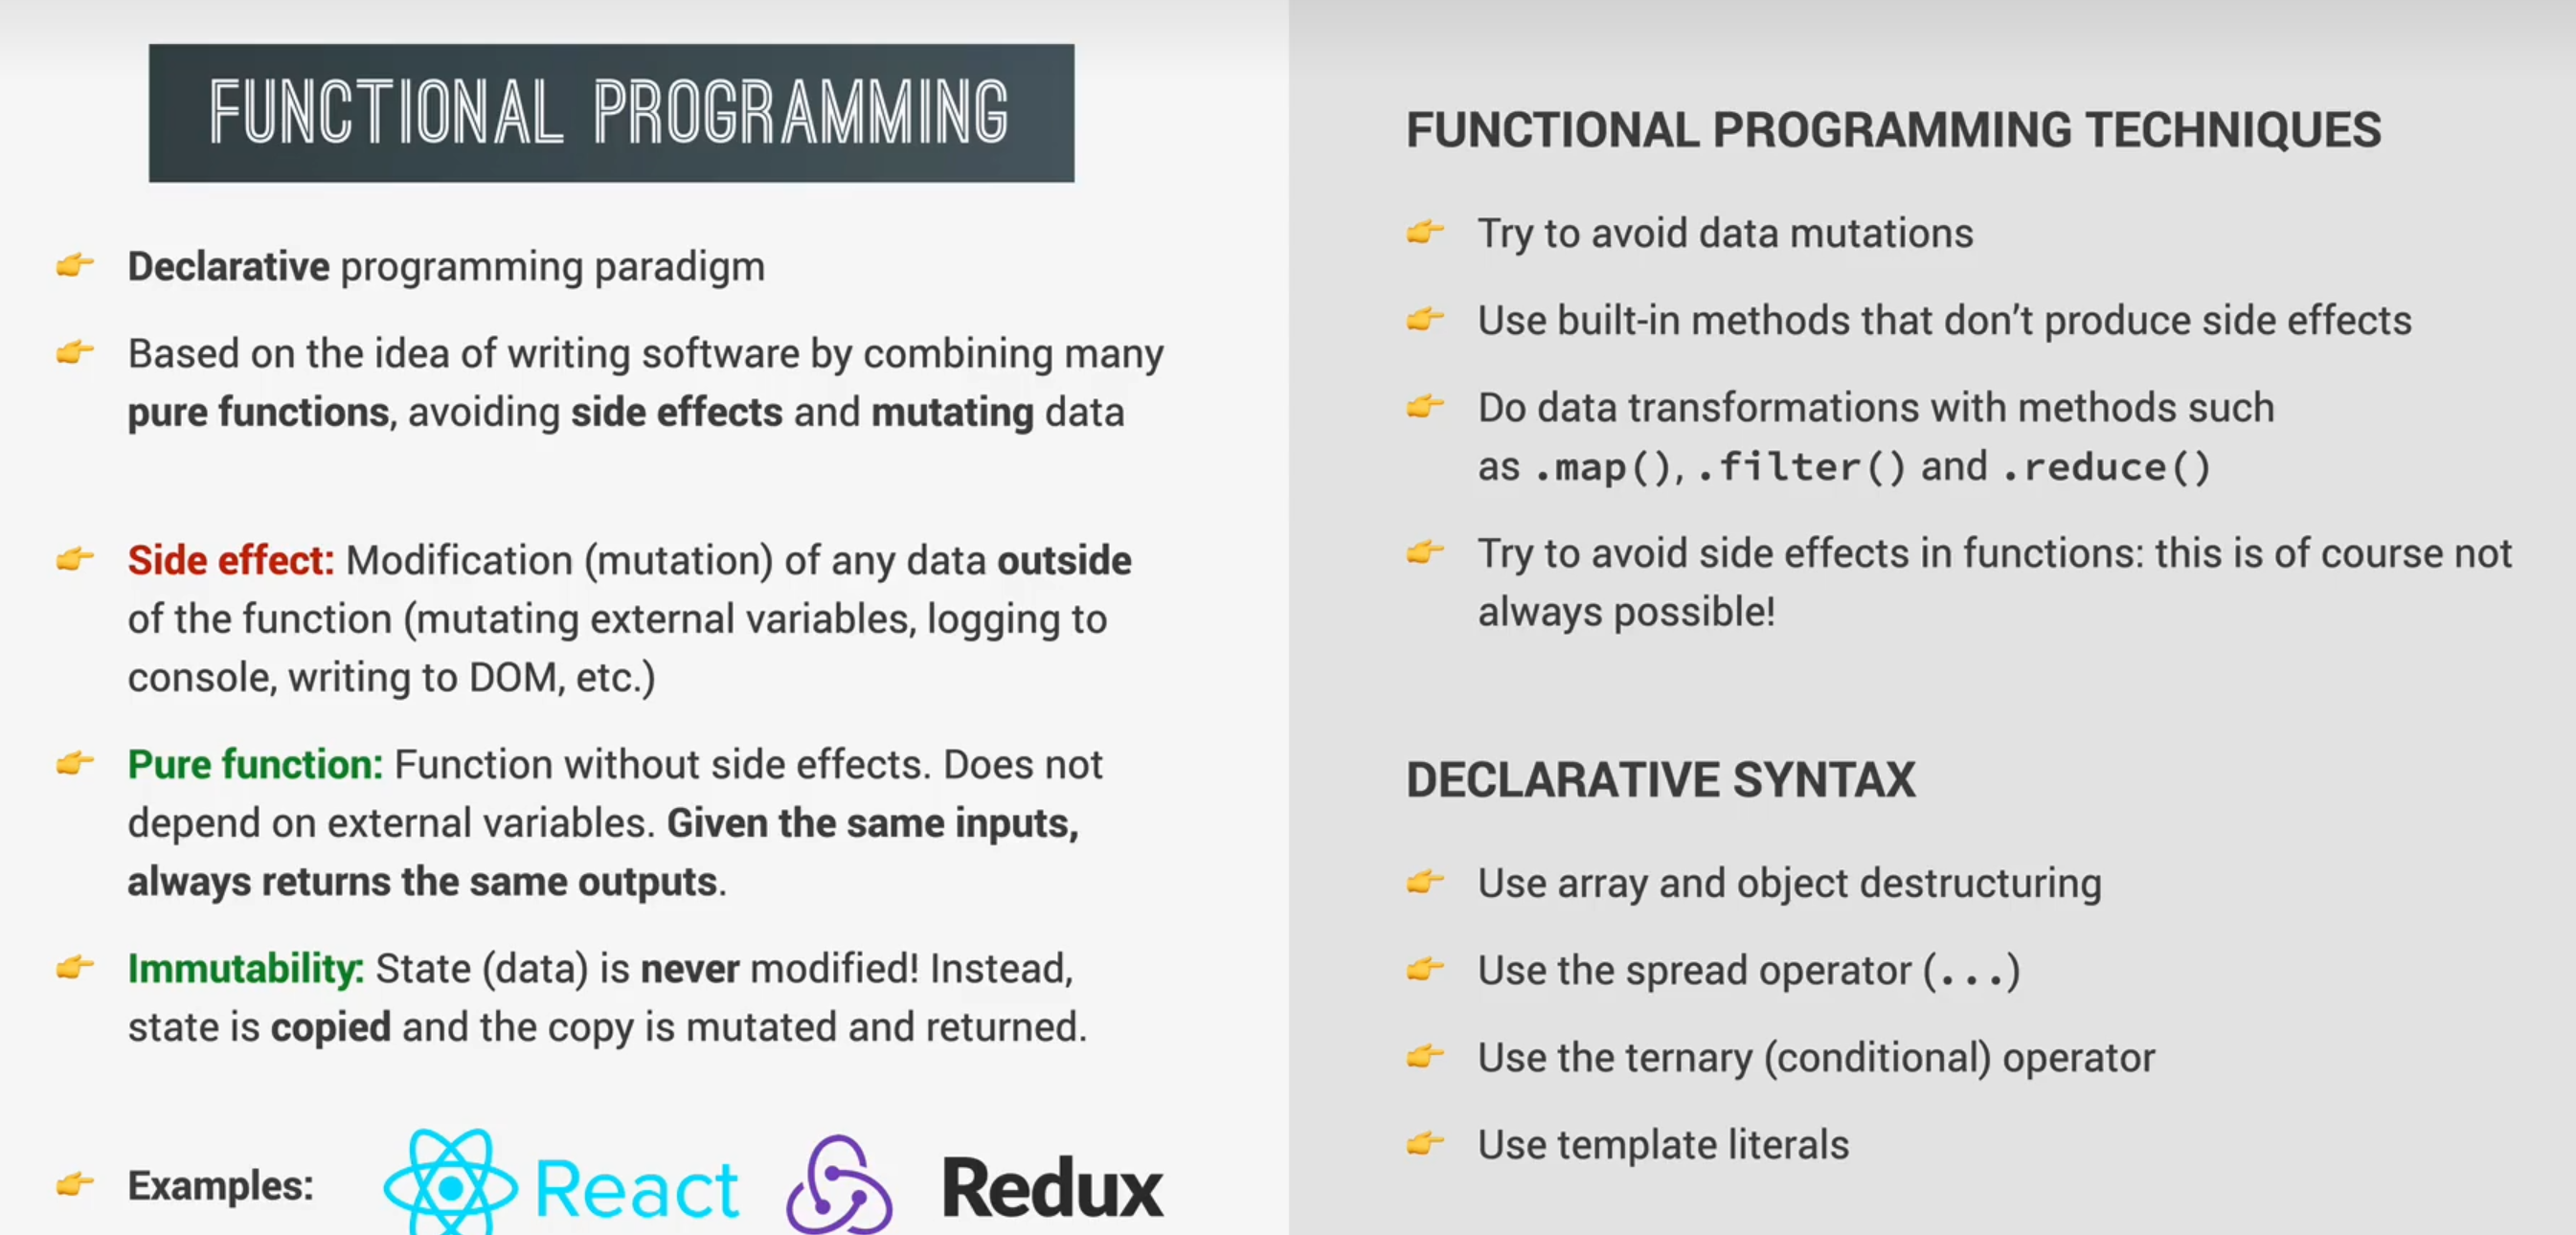 FUNCTIONAL PROGRAMMING
👉 Declarative programming paradigm
👉 Based on the idea of writing software by combining many
pure functions, avoiding side effects and mutating data
👉 Side effect: Modification (mutation) of any data outside
of the function (mutating external variables, logging to
console, writing to DOM, etc.)
👉 Pure function: Function without side effects. Does not
depend on external variables. Given the same inputs,
always returns the same outputs.
👉 Immutability: State (data) is never modified! Instead,
state is copied and the copy is mutated and returned.
👉 Examples: React Redux
FUNCTIONAL PROGRAMMING TECHNIQUES
👉 Try to avoid data mutations
👉 Use built-in methods that don’t produce side effects
👉 Do data transformations with methods such
as .map(), .filter() and .reduce()
👉 Try to avoid side effects in functions: this is of course not
always possible!
DECLARATIVE SYNTAX
👉 Use array and object destructuring
👉 Use the spread operator (...)
👉 Use the ternary (conditional) operator
👉 Use template literals